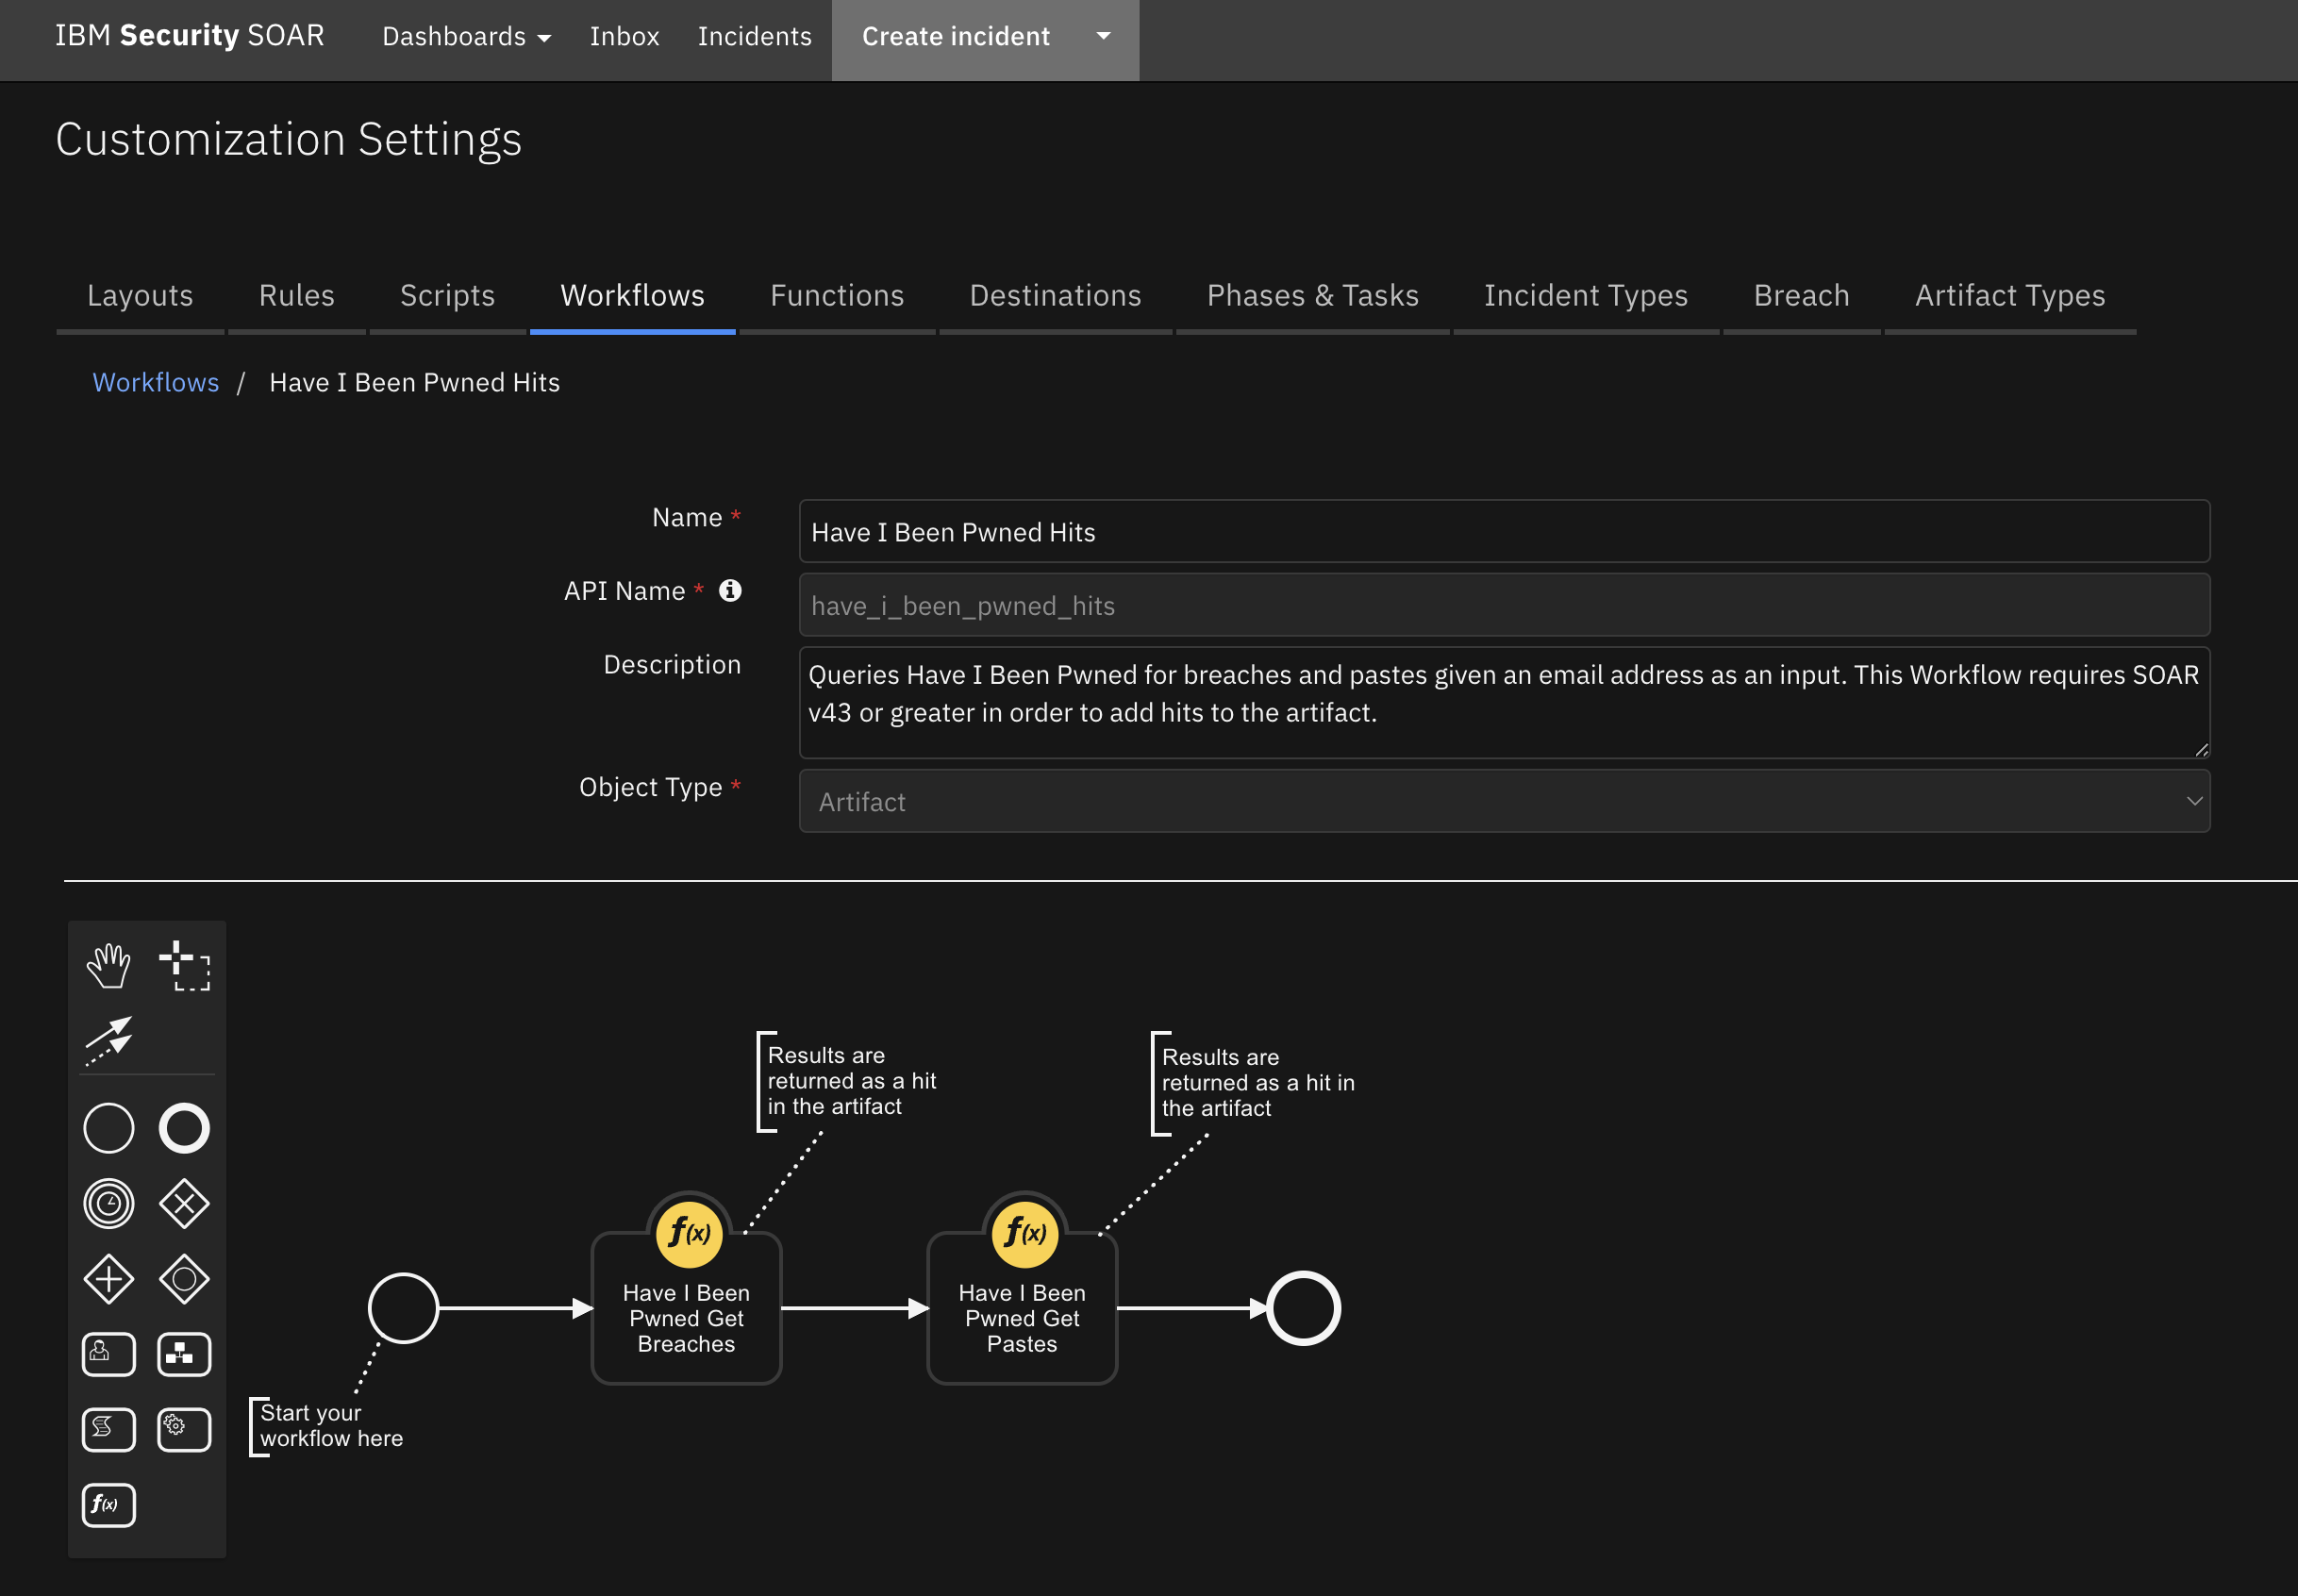 IBM Security SOAR Dashboards Inbox Incidents Create incident
Customization Settings
Layouts Rules Scripts Workflows Functions Destinations Phases & Tasks Incident Types Breach Artifact Types
Workflows / Have I Been Pwned Hits
Name * Have I Been Pwned Hits
API Name * have_i_been_pwned_hits
Description Queries Have I Been Pwned for breaches and pastes given an email address as an input. This Workflow requires SOAR
v43 or greater in order to add hits to the artifact.
Object Type * Artifact
Results are
returned as a hit
in the artifact
Results are
returned as a hit in
the artifact
f(x)
Have I Been
Pwned Get
Breaches
f(x)
Have I Been
Pwned Get
Pastes
Start your
workflow here
f(x)